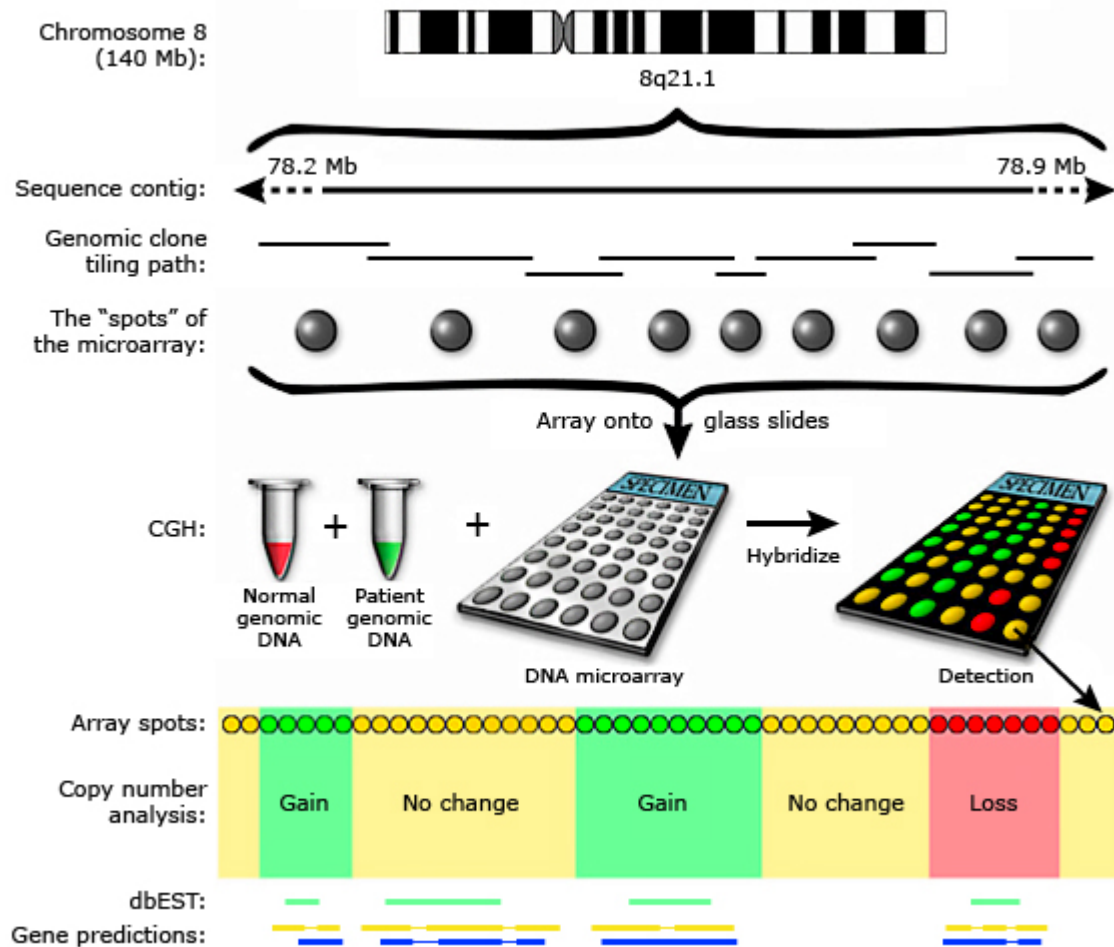 Chromosome 8
(140 Mb):
8q21.1
78.2 Mb
78.9 Mb
Sequence contig:
Genomic clone
tiling path:
The “spots” of
the microarray:
Array onto
glass slides
CGH:
SPECIMEN
SPECIMEN
Hybridize
Normal
genomic
DNA
Patient
genomic
DNA
DNA microarray
Detection
Array spots:
Copy number
analysis:
Gain
No change
Gain
No change
Loss
dbEST:
Gene predictions: